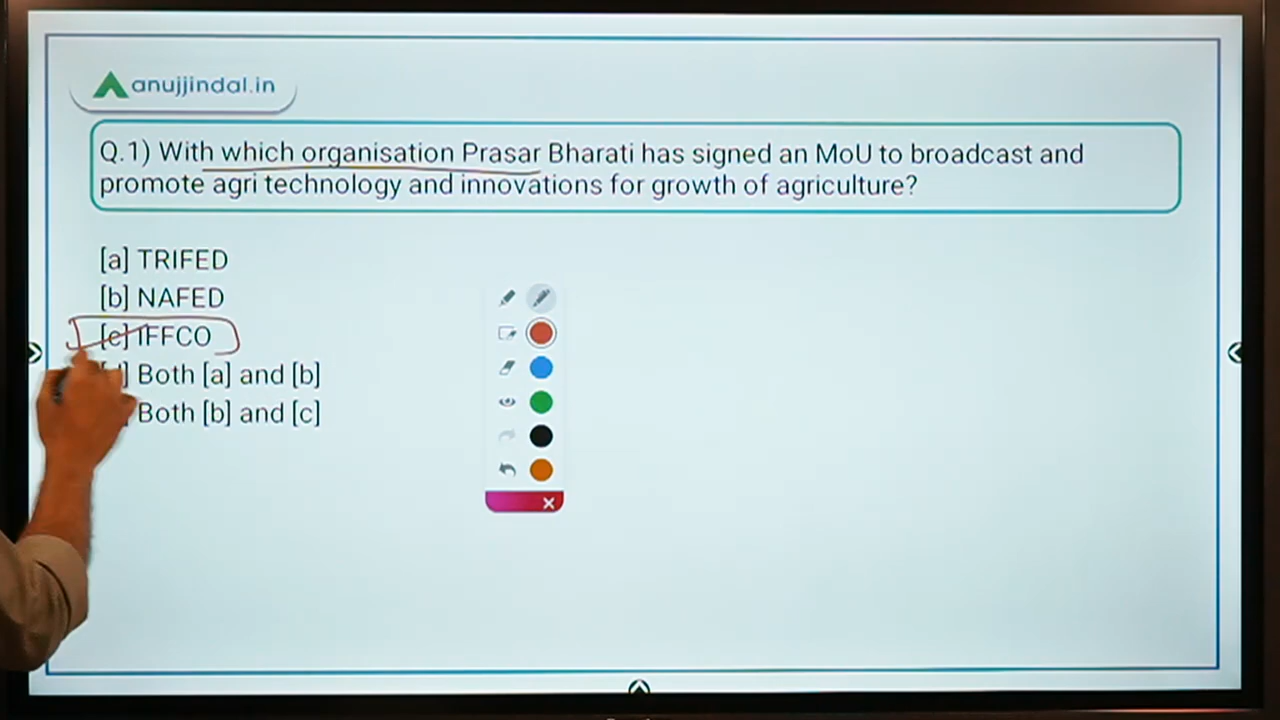 anujjindal.in
Q.1) With which organisation Prasar Bharati has signed an MoU to broadcast and
promote agri technology and innovations for growth of agriculture?
[a] TRIFED
[b] NAFED
[c] IFFCO
Both [a] and [b]
Both [b] and [c]